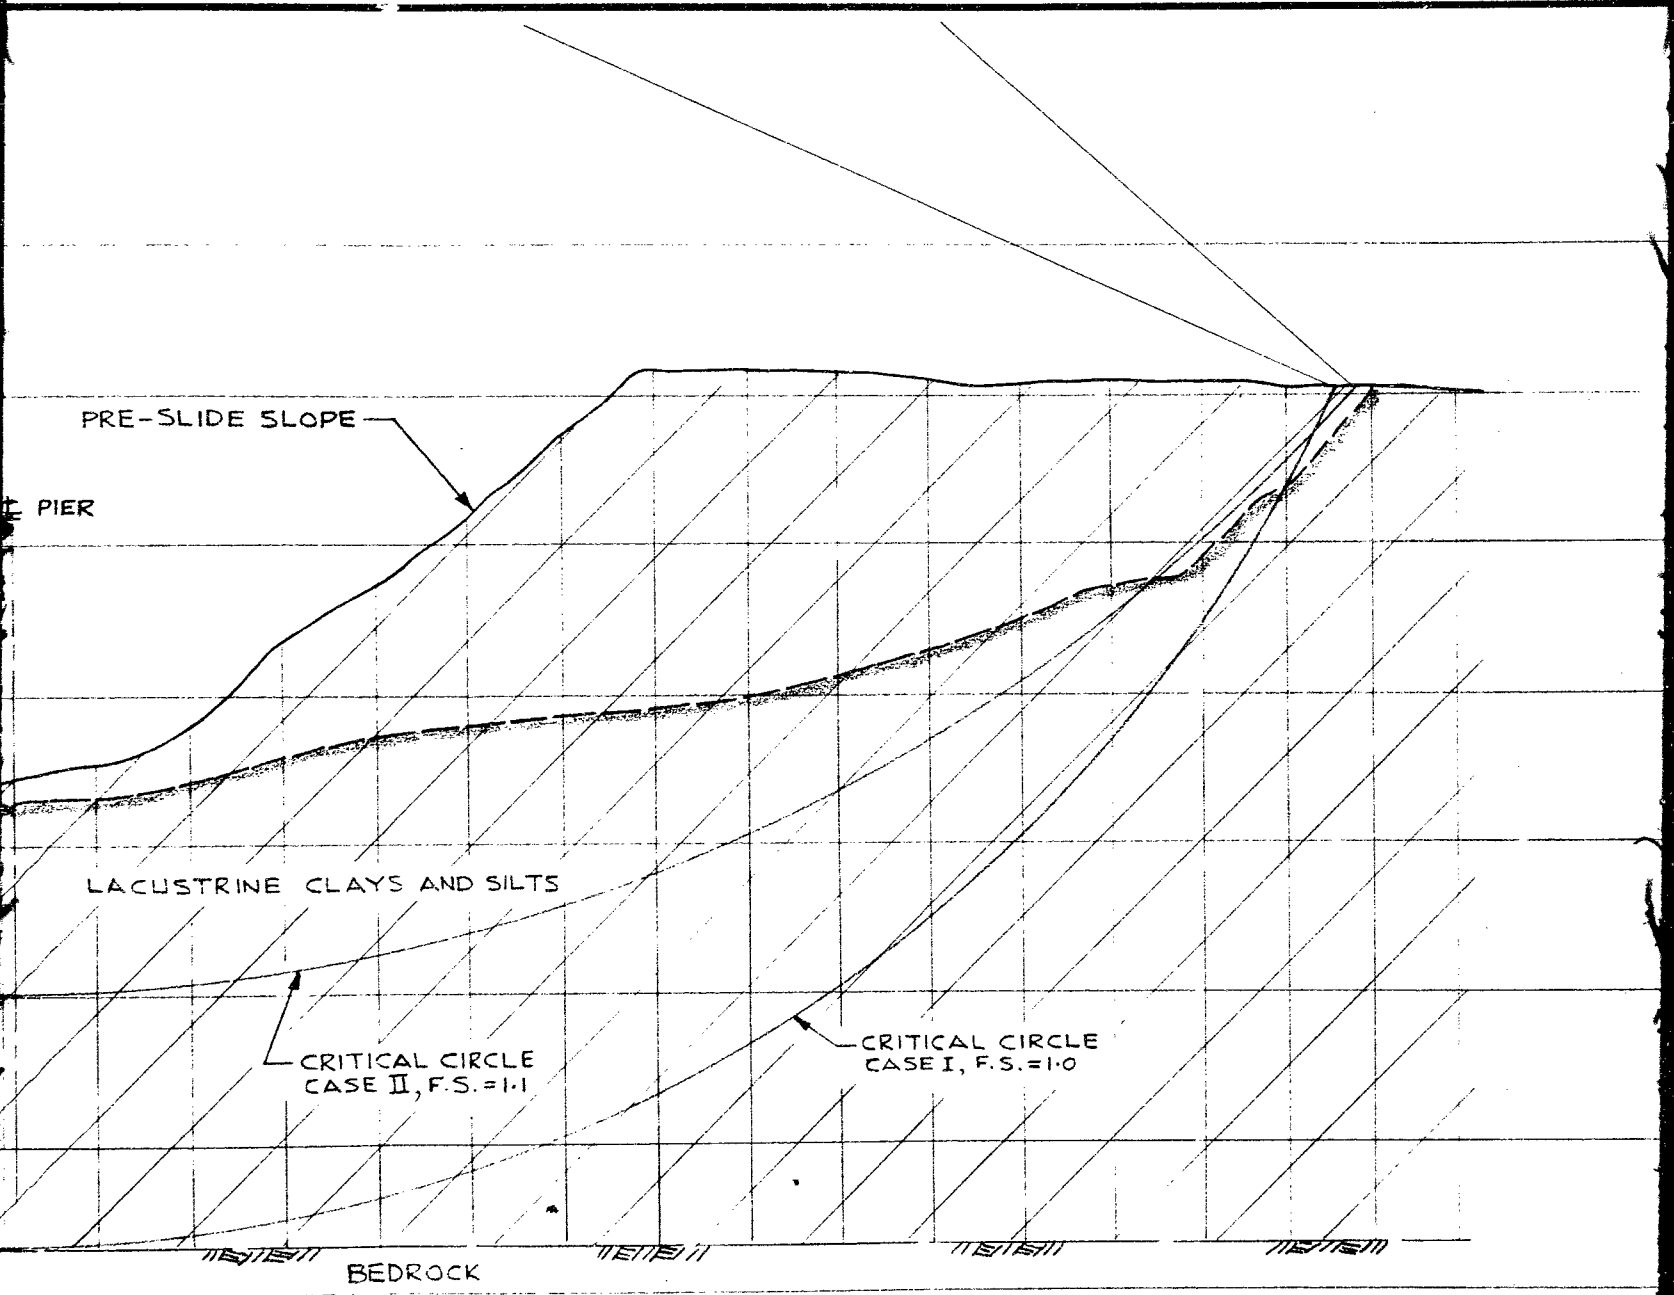 PRE-SLIDE SLOPE
℄ PIER
LACUSTRINE CLAYS AND SILTS
CRITICAL CIRCLE
CASE I, F.S.=1.0
CRITICAL CIRCLE
CASE II, F.S.=1.1
BEDROCK